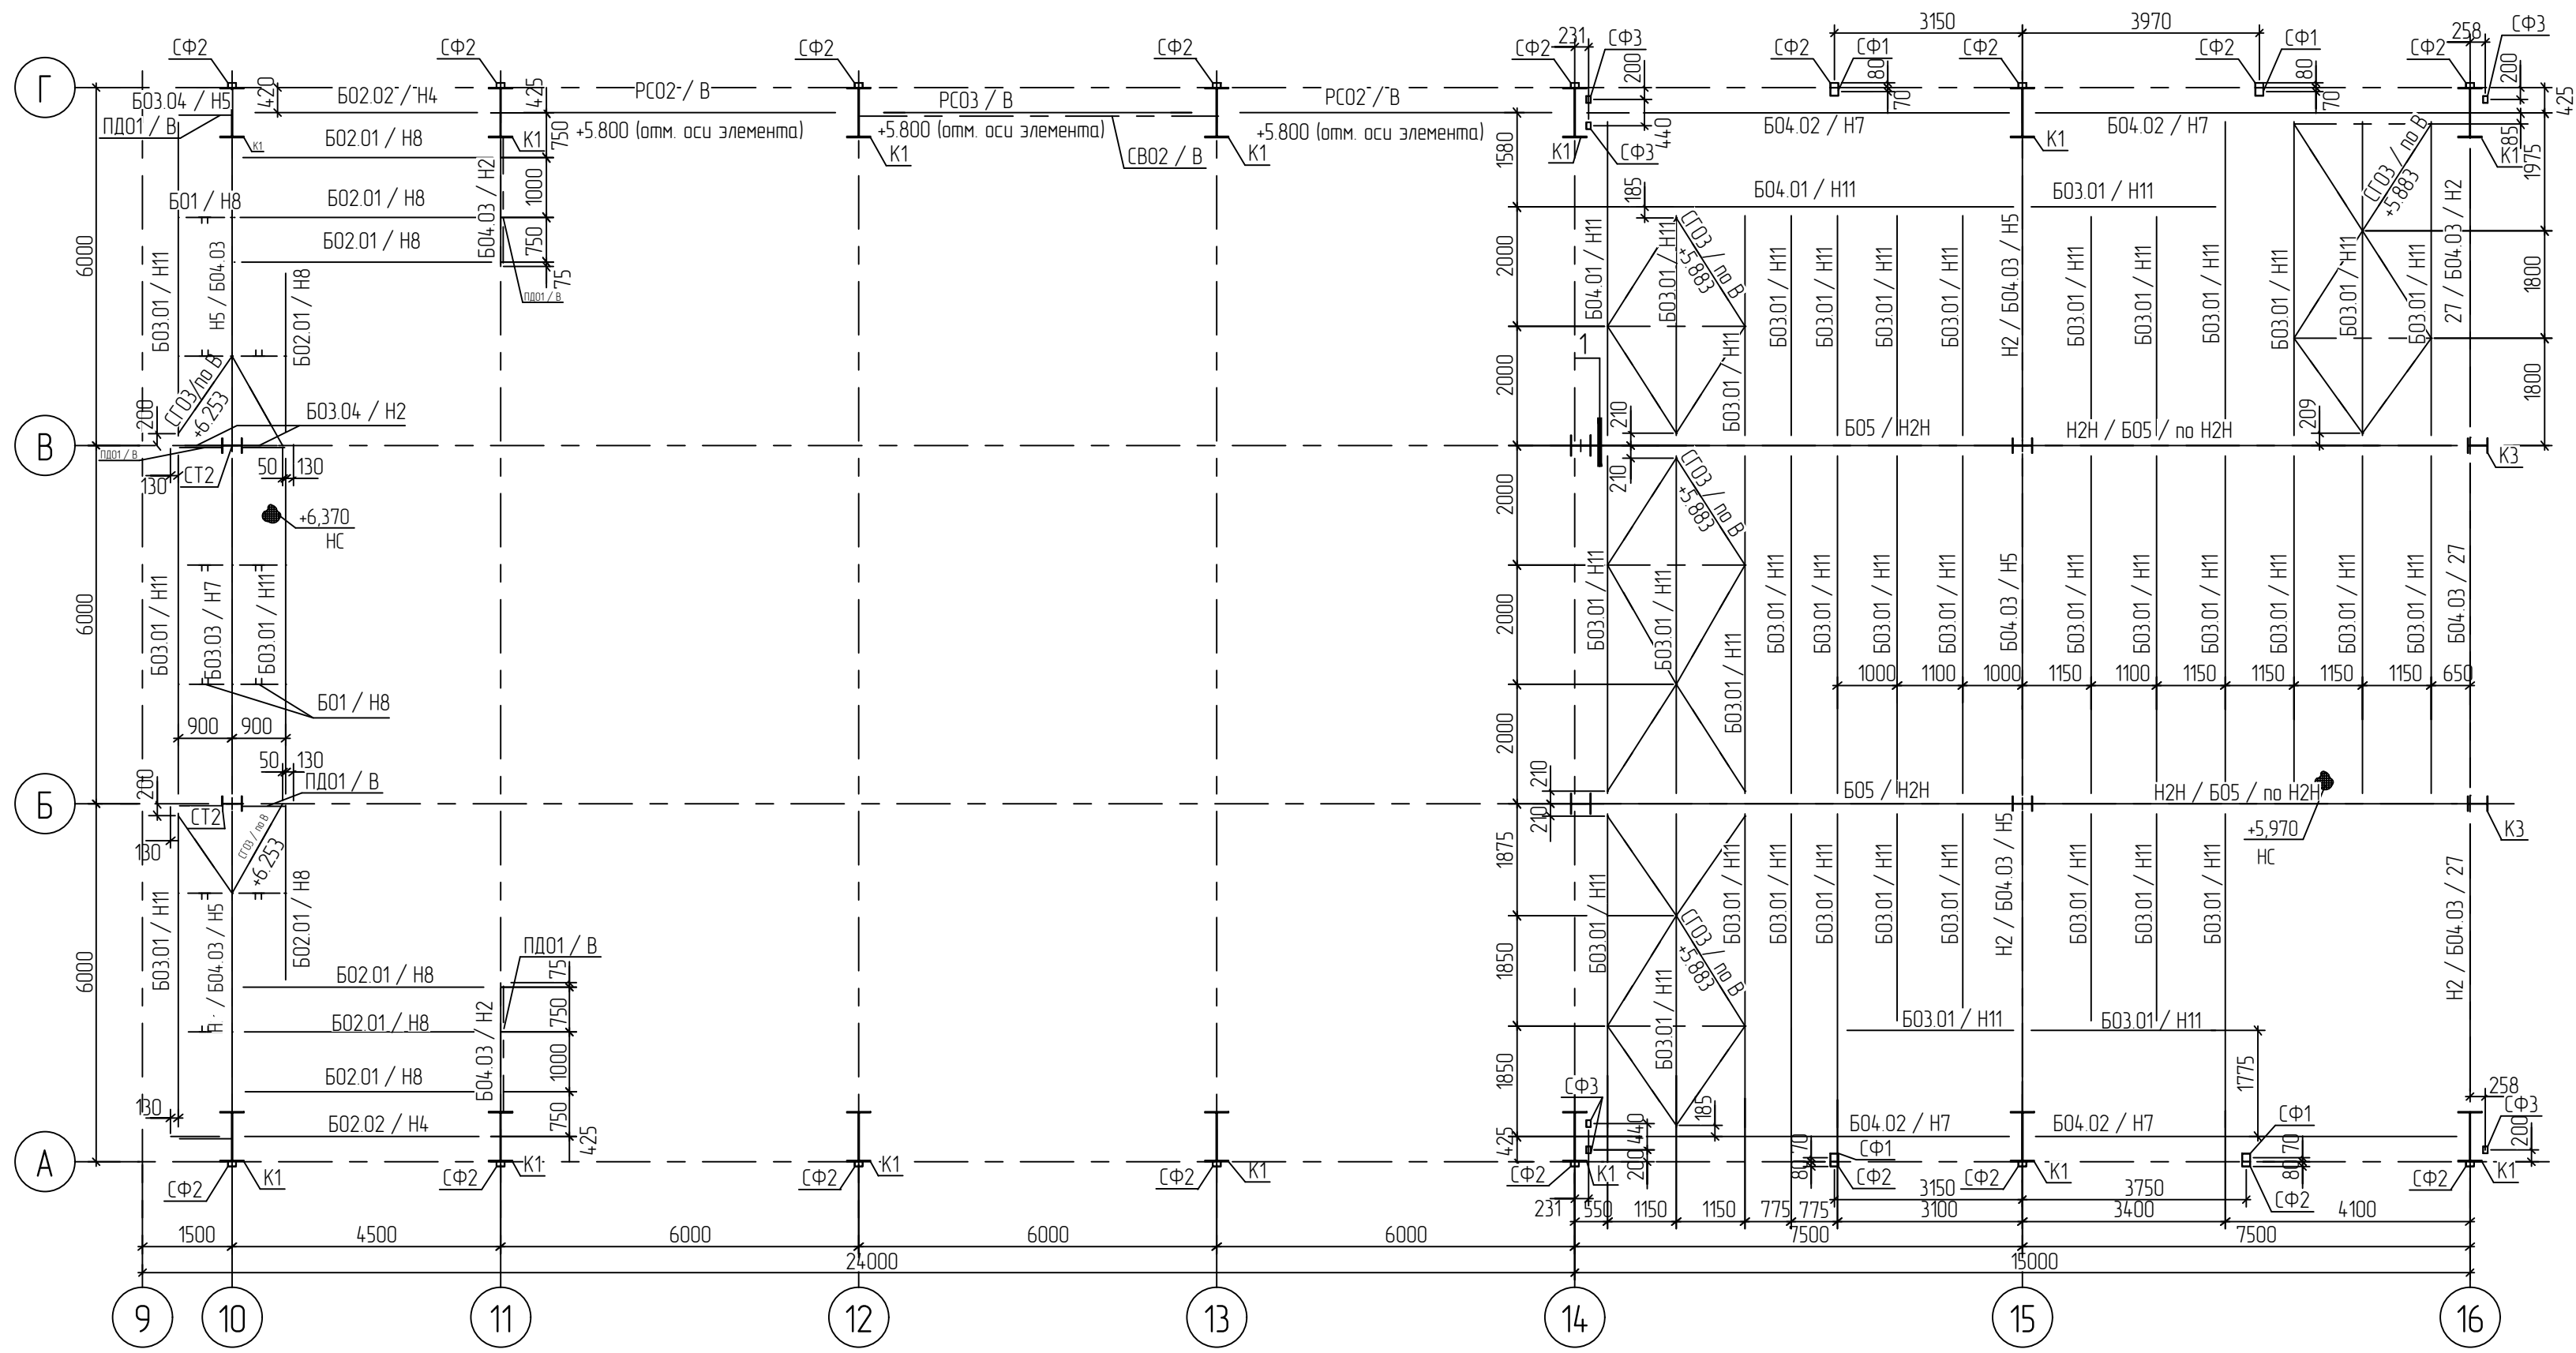 3150
3970
СФ2
СФ2
СФ2
СФ2
СФ2
231
СФ3
СФ2
СФ1
СФ2
СФ2
СФ1
СФ2
258
СФ3
Г
Б03.04 / Н5
420
Б02.02 / Н4
425
РС02 / В
РС03 / В
РС02 / В
200
80
70
80
70
200
425
ПД01 / В
К1
Б02.01 / Н8
К1
750
+5.800 (отм. оси элемента)
+5.800 (отм. оси элемента)
+5.800 (отм. оси элемента)
К1
СВ02 / В
К1
1580
К1
СФ3
440
Б04.02 / Н7
К1
Б04.02 / Н7
К1
85
1975
Б01 / Н8
Б02.01 / Н8
Б04.03 / Н2
1000
185
Б04.01 / Н11
Б03.01 / Н11
СГ03 / по В
+5.883
6000
Б02.01 / Н8
750
75
ПД01 / В
Б03.01 / Н11
Н5 / Б04.03
Б02.01 / Н8
2000
Б04.01 / Н11
Б03.01 / Н11
СГ03 / по В
+5.883
Б03.01 / Н11
Б03.01 / Н11
Б03.01 / Н11
Б03.01 / Н11
Б03.01 / Н11
Н2 / Б04.03 / Н5
Б03.01 / Н11
Б03.01 / Н11
Б03.01 / Н11
Б03.01 / Н11
Б03.01 / Н11
Б03.01 / Н11
27 / Б04.03 / Н2
1800
1
2000
1800
СГ03/по В
+6.253
200
Б03.04 / Н2
210
209
В
ПД01 / В
Б05 / Н2Н
Н2Н / Б05 / по Н2Н
К3
130
СТ2
50
130
210
СГ03 / по В
+5.883
2000
+6,370
НС
6000
Б03.01 / Н11
Б03.03 / Н7
Б03.01 / Н11
2000
Б03.01 / Н11
Б03.01 / Н11
Б03.01 / Н11
Б03.01 / Н11
Б03.01 / Н11
Б03.01 / Н11
Б03.01 / Н11
Б04.03 / Н5
Б03.01 / Н11
Б03.01 / Н11
Б03.01 / Н11
Б03.01 / Н11
Б03.01 / Н11
Б03.01 / Н11
Б04.03 / 27
1000
1100
1000
1150
1100
1150
1150
1150
1150
650
Б01 / Н8
900
900
2000
50
130
ПД01 / В
200
210
Б
СТ2
Б05 / Н2Н
Н2Н / Б05 / по Н2Н
210
+5,970
НС
К3
130
СГ03 / по В
+6.253
1875
6000
Б03.01 / Н11
Б04.03 / Н5
Б02.01 / Н8
Б03.01 / Н11
Б03.01 / Н11
СГ03 / по В
+5.883
Б03.01 / Н11
Б03.01 / Н11
Б03.01 / Н11
Б03.01 / Н11
Б03.01 / Н11
Н2 / Б04.03 / Н5
Б03.01 / Н11
Б03.01 / Н11
Б03.01 / Н11
Н2 / Б04.03 / 27
ПД01 / В
Б02.01 / Н8
75
750
1850
Б02.01 / Н8
Б04.03 / Н2
Б03.01 / Н11
Б03.01 / Н11
Б02.01 / Н8
1000
1850
1775
130
Б02.02 / Н4
750
425
425
СФ3
440
200
185
Б04.02 / Н7
Б04.02 / Н7
258
СФ3
200
А
СФ2
К1
СФ2
К1
СФ2
К1
СФ2
К1
СФ2
К1
70
80
СФ1
СФ2
СФ2
К1
СФ1
70
80
СФ2
СФ2
К1
3150
3750
231
550
1150
1150
775
775
3100
3400
4100
1500
4500
6000
6000
6000
7500
7500
24000
15000
9
10
11
12
13
14
15
16